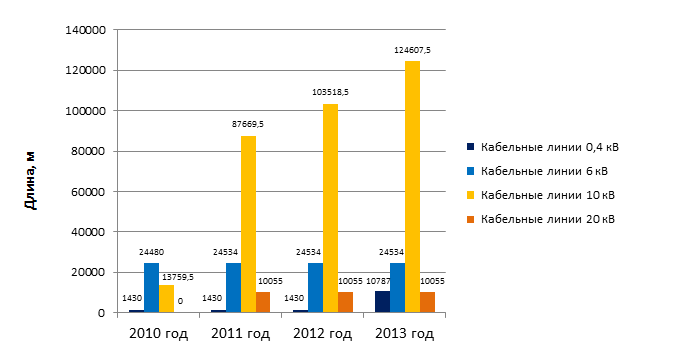 140000
120000
100000
80000
60000
40000
20000
0
Длина, м
1430
24480
13759,5
0
1430
24534
87669,5
10055
1430
24534
103518,5
10055
10787
24534
124607,5
10055
2010 год
2011 год
2012 год
2013 год
Кабельные линии 0,4 кВ
Кабельные линии 6 кВ
Кабельные линии 10 кВ
Кабельные линии 20 кВ